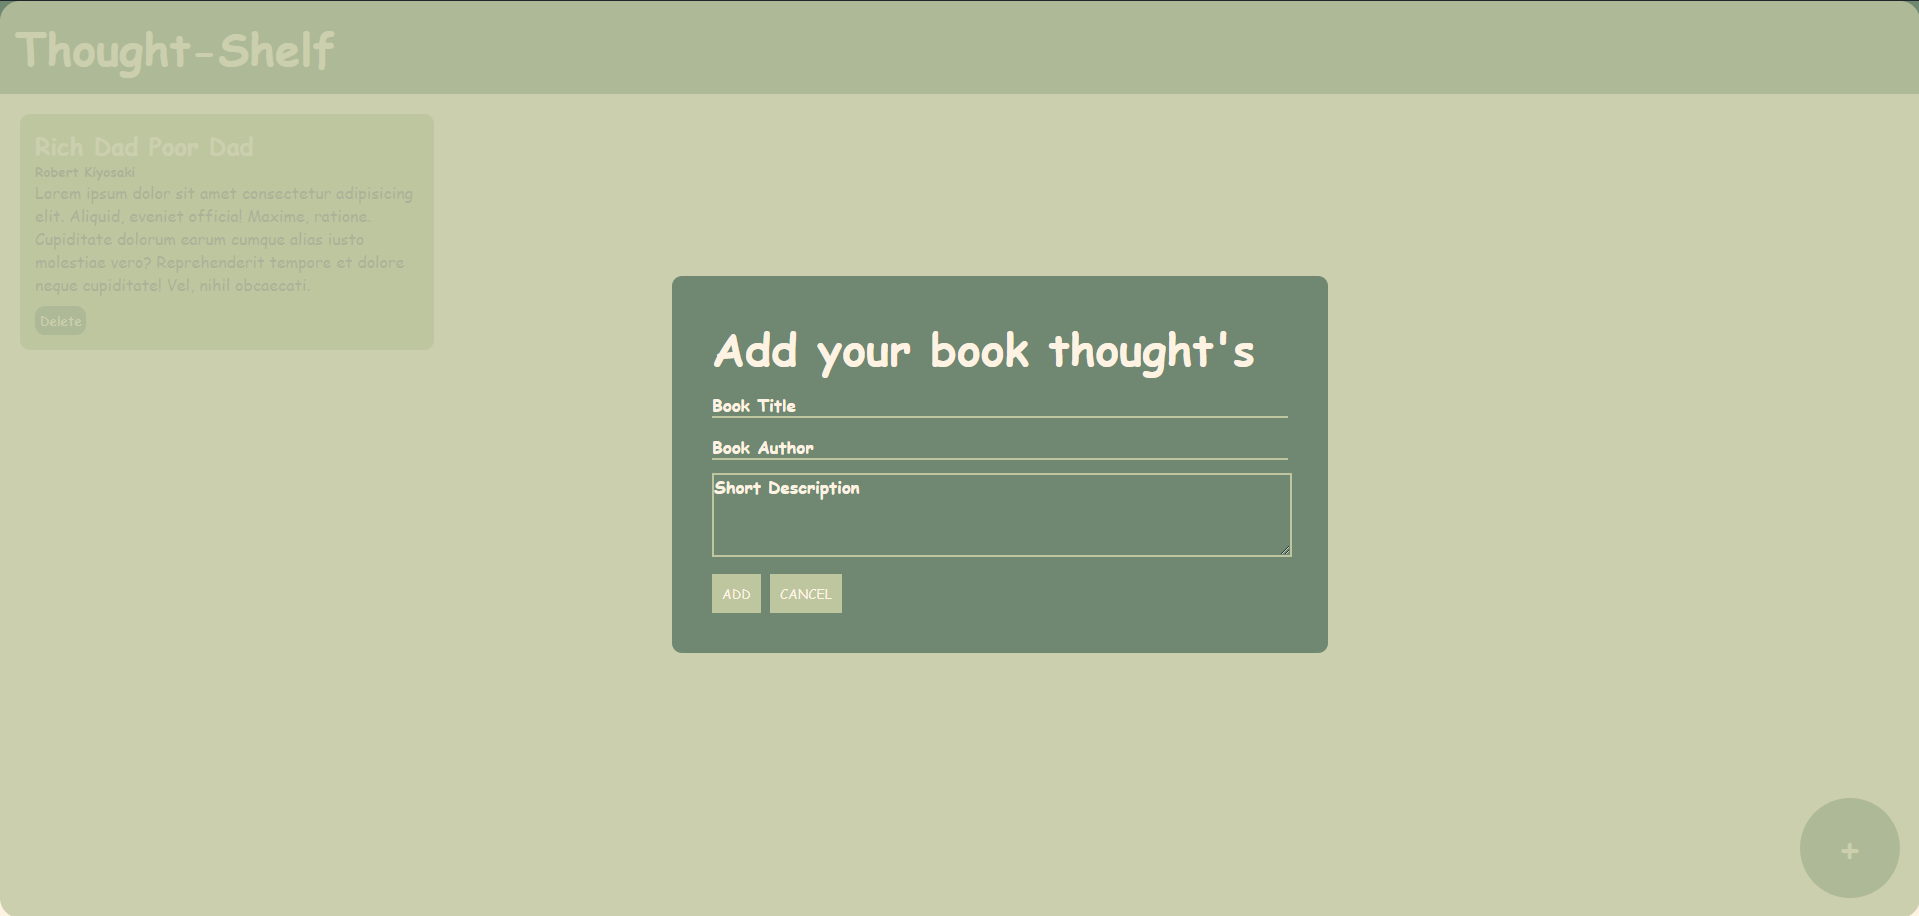 Thought-Shelf
Rich Dad Poor Dad
Robert Kiyosaki
Lorem ipsum dolor sit amet consectetur adipisicing
elit. Aliquid, eveniet officia! Maxime, ratione.
Cupiditate dolorum earum cumque alias iusto
molestiae vero? Reprehenderit tempore et dolore
neque cupiditate! Vel, nihil obcaecati.
Delete
Add your book thought's
Book Title
Book Author
Short Description
ADD CANCEL
+